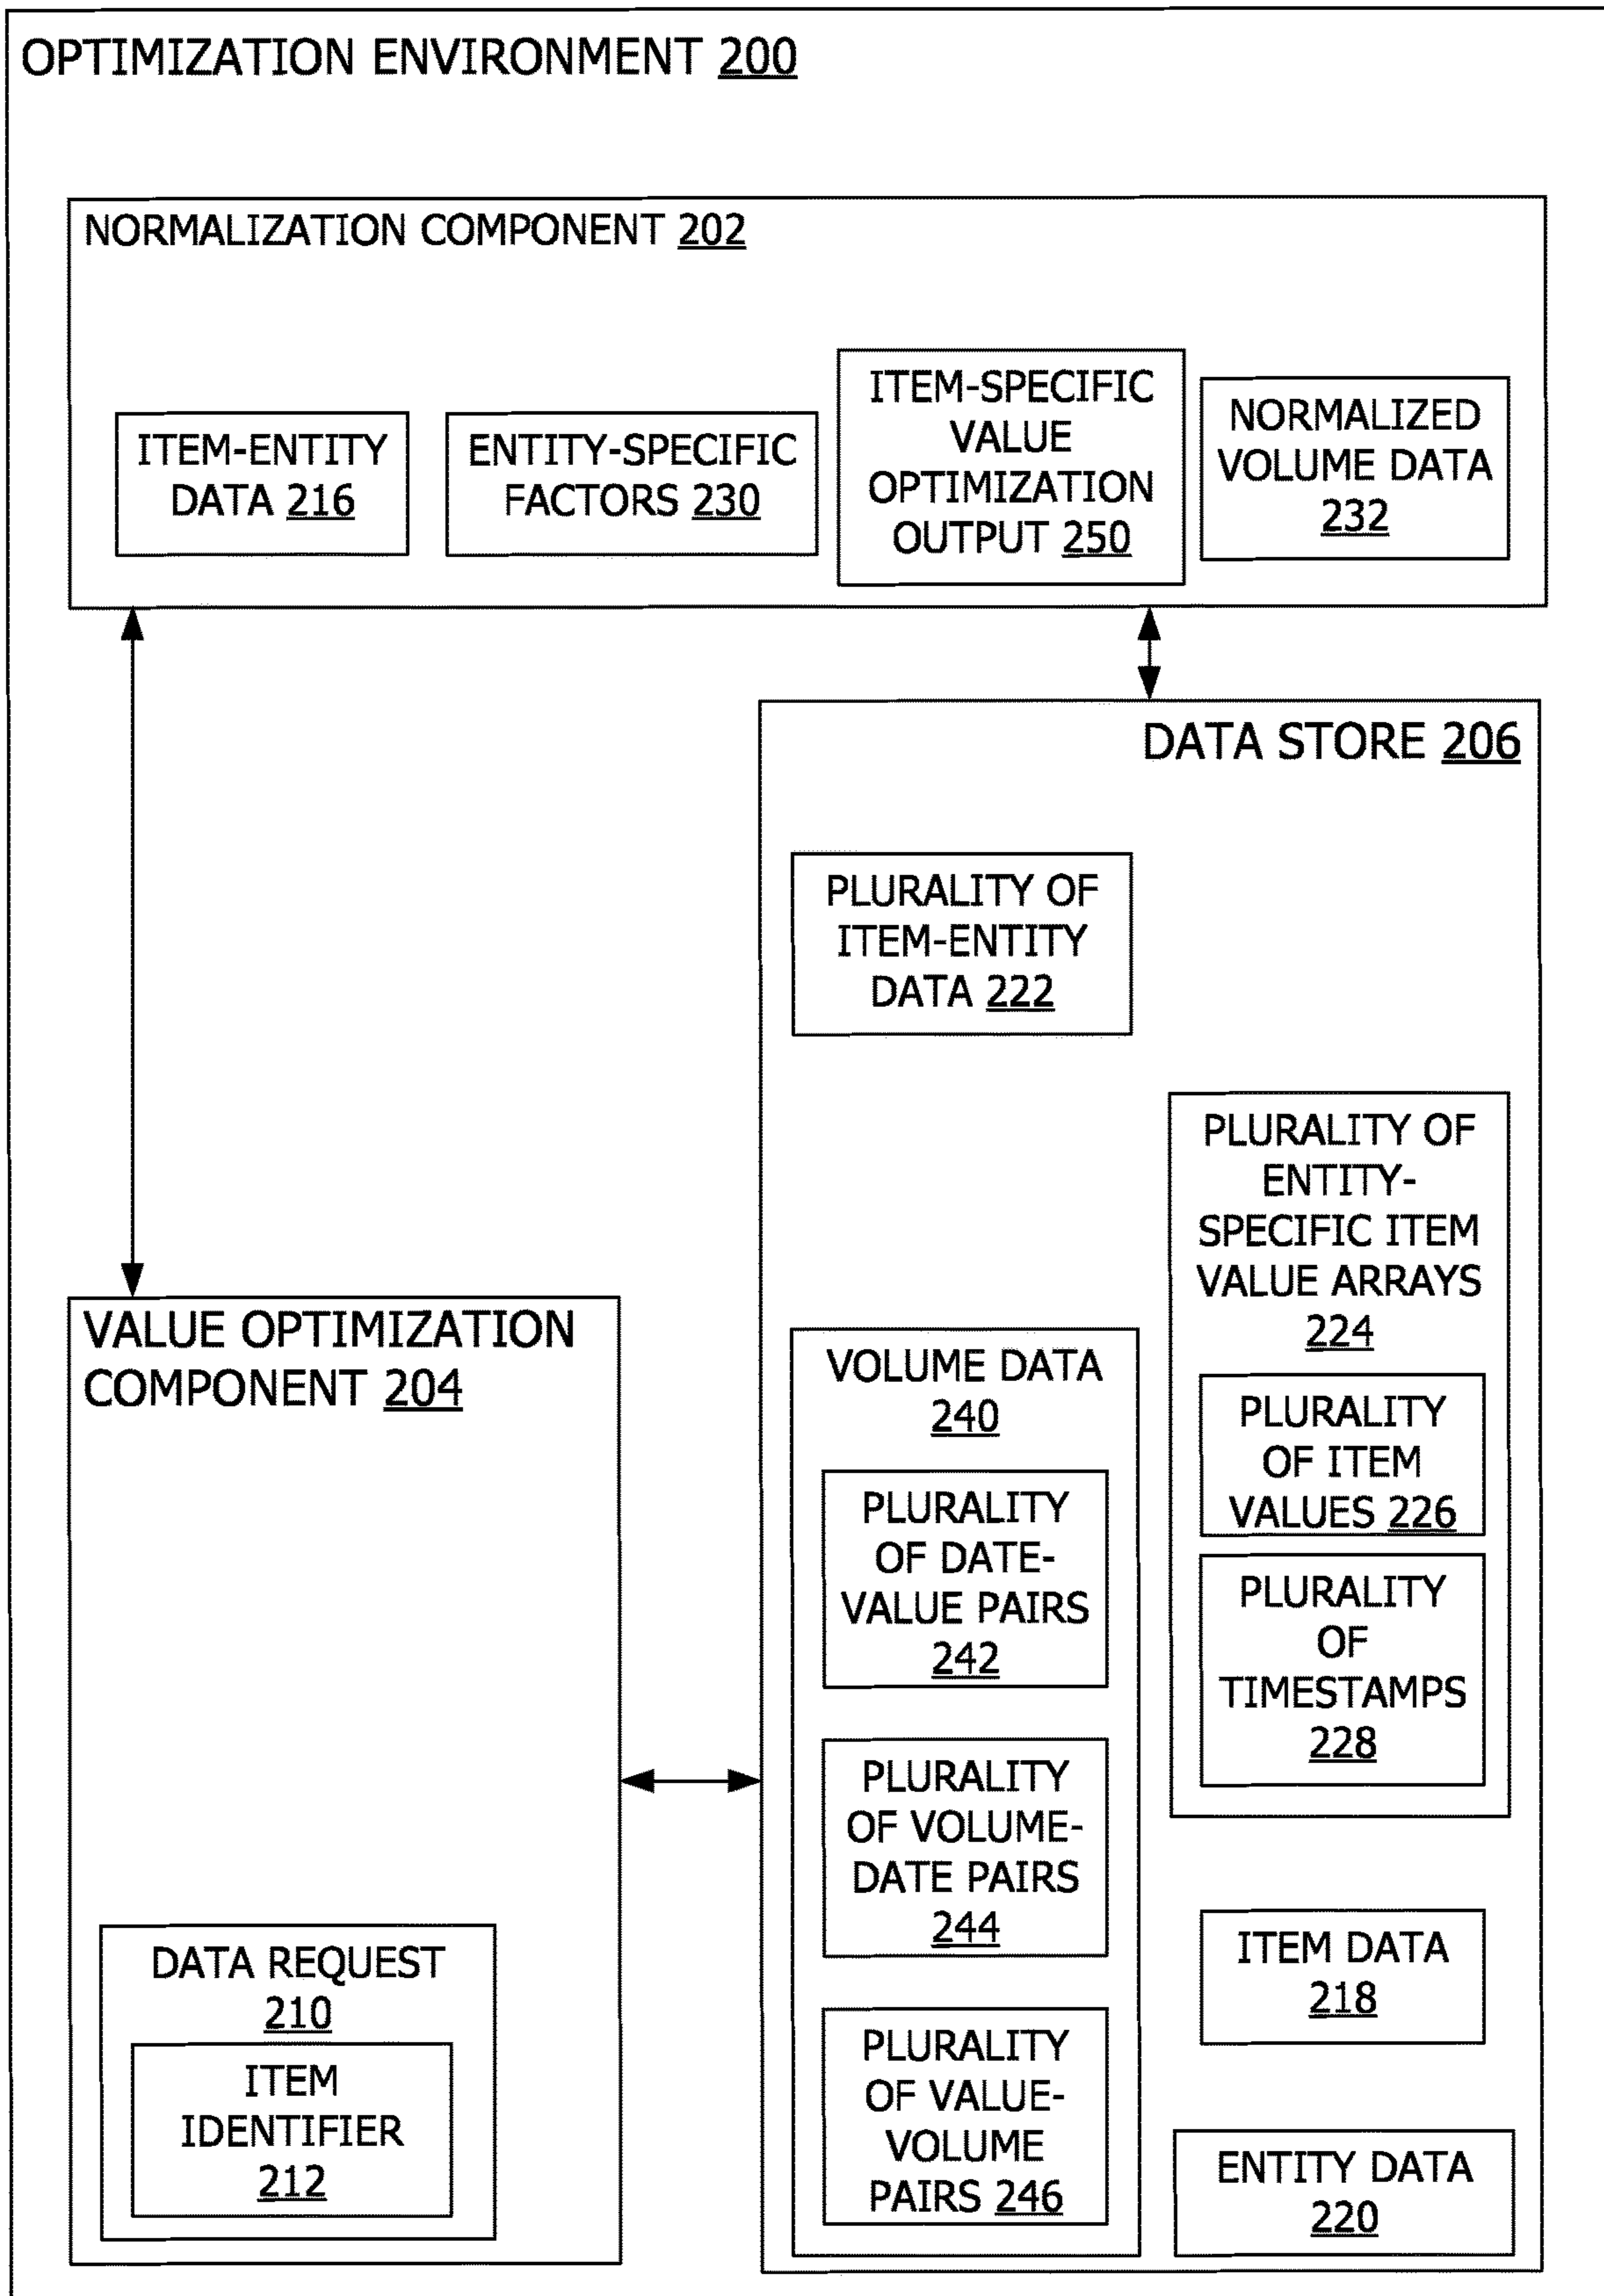 OPTIMIZATION ENVIRONMENT 200
NORMALIZATION COMPONENT 202
ITEM-ENTITY
DATA 216
ENTITY-SPECIFIC
FACTORS 230
ITEM-SPECIFIC
VALUE
OPTIMIZATION
OUTPUT 250
NORMALIZED
VOLUME DATA
232
DATA STORE 206
PLURALITY OF
ITEM-ENTITY
DATA 222
PLURALITY OF
ENTITY-
SPECIFIC ITEM
VALUE ARRAYS
224
PLURALITY
OF ITEM
VALUES 226
PLURALITY
OF
TIMESTAMPS
228
VALUE OPTIMIZATION
COMPONENT 204
VOLUME DATA
240
PLURALITY
OF DATE-
VALUE PAIRS
242
PLURALITY
OF VOLUME-
DATE PAIRS
244
PLURALITY
OF VALUE-
VOLUME
PAIRS 246
DATA REQUEST
210
ITEM
IDENTIFIER
212
ITEM DATA
218
ENTITY DATA
220